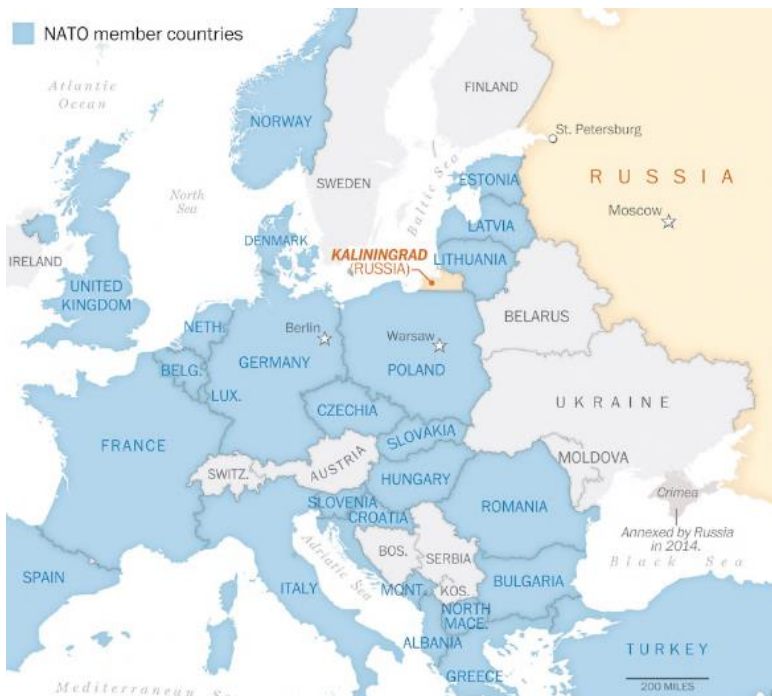 NATO member countries
Atlantic
Ocean
FINLAND
NORWAY
St. Petersburg
SWEDEN
ESTONIA
RUSSIA
North
Sea
Baltic Sea
Moscow
LATVIA
DENMARK
KALININGRAD
(RUSSIA)
LITHUANIA
IRELAND
UNITED
KINGDOM
BELARUS
NETH.
Berlin
Warsaw
GERMANY
POLAND
BELG.
LUX.
UKRAINE
CZECHIA
FRANCE
SLOVAKIA
MOLDOVA
AUSTRIA
SWITZ.
HUNGARY
Crimea
SLOVENIA
ROMANIA
CROATIA
Annexed by Russia
in 2014.
BOS.
SERBIA
Black Sea
Adriatic Sea
SPAIN
ITALY
MONT.
KOS.
BULGARIA
NORTH
MACE.
ALBANIA
TURKEY
GREECE
200 MILES
Mediterranean